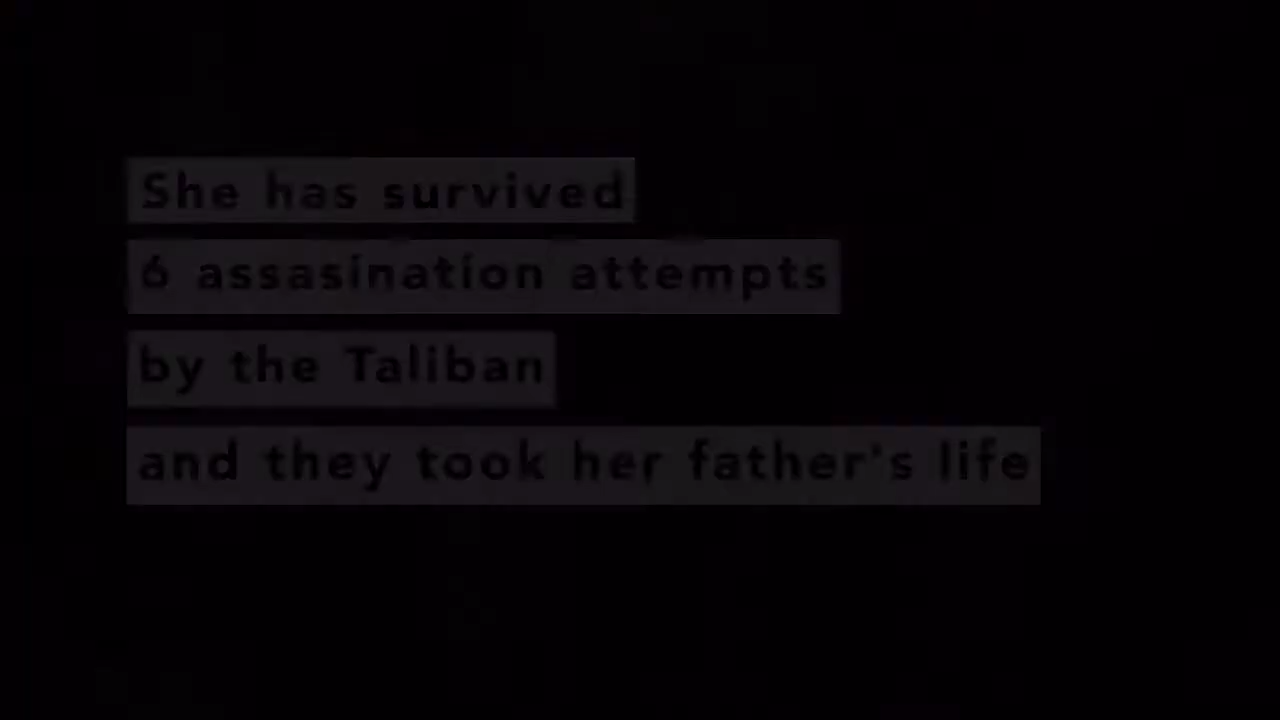 She has survived
6 assasination attempts
by the Taliban
and they took her father's life